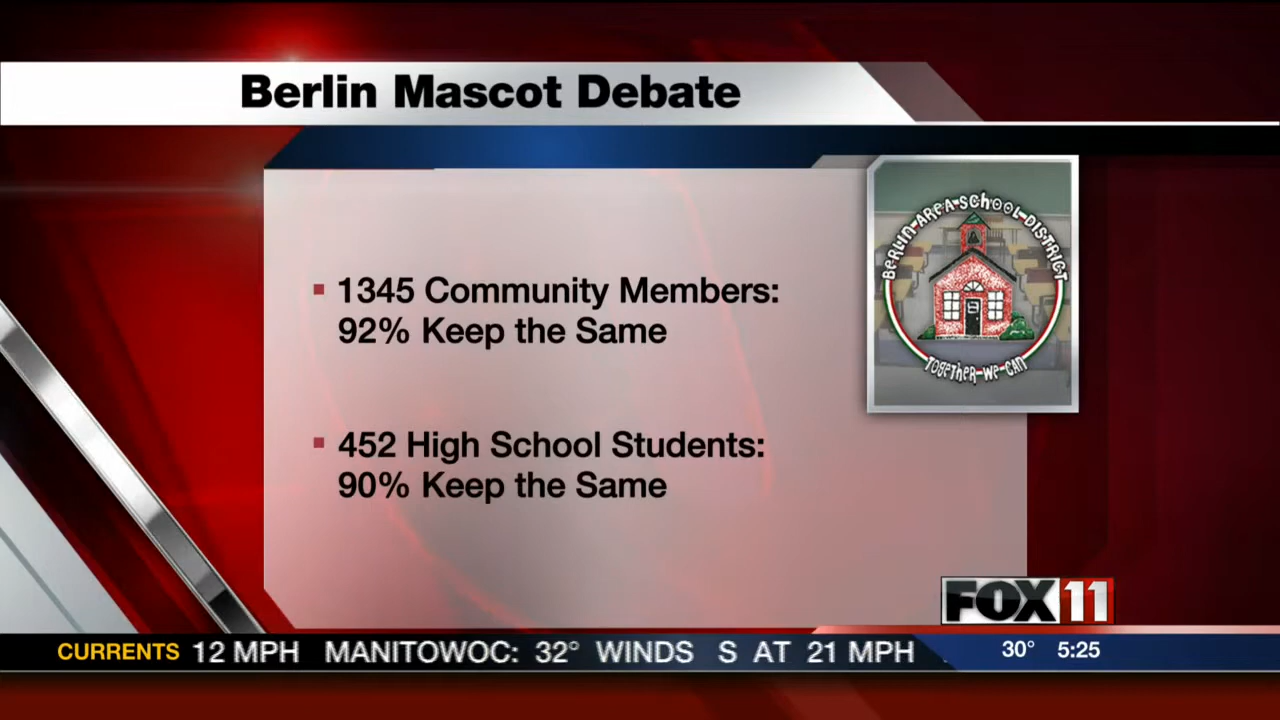 Berlin Mascot Debate
BERLIN-AREA-SCHOOL-DISTRICT
TOGETHER-WE-CAN
1345 Community Members:
92% Keep the Same
452 High School Students:
90% Keep the Same
FOX 11
CURRENTS 12 MPH MANITOWOC: 32° WINDS S AT 21 MPH
30° 5:25